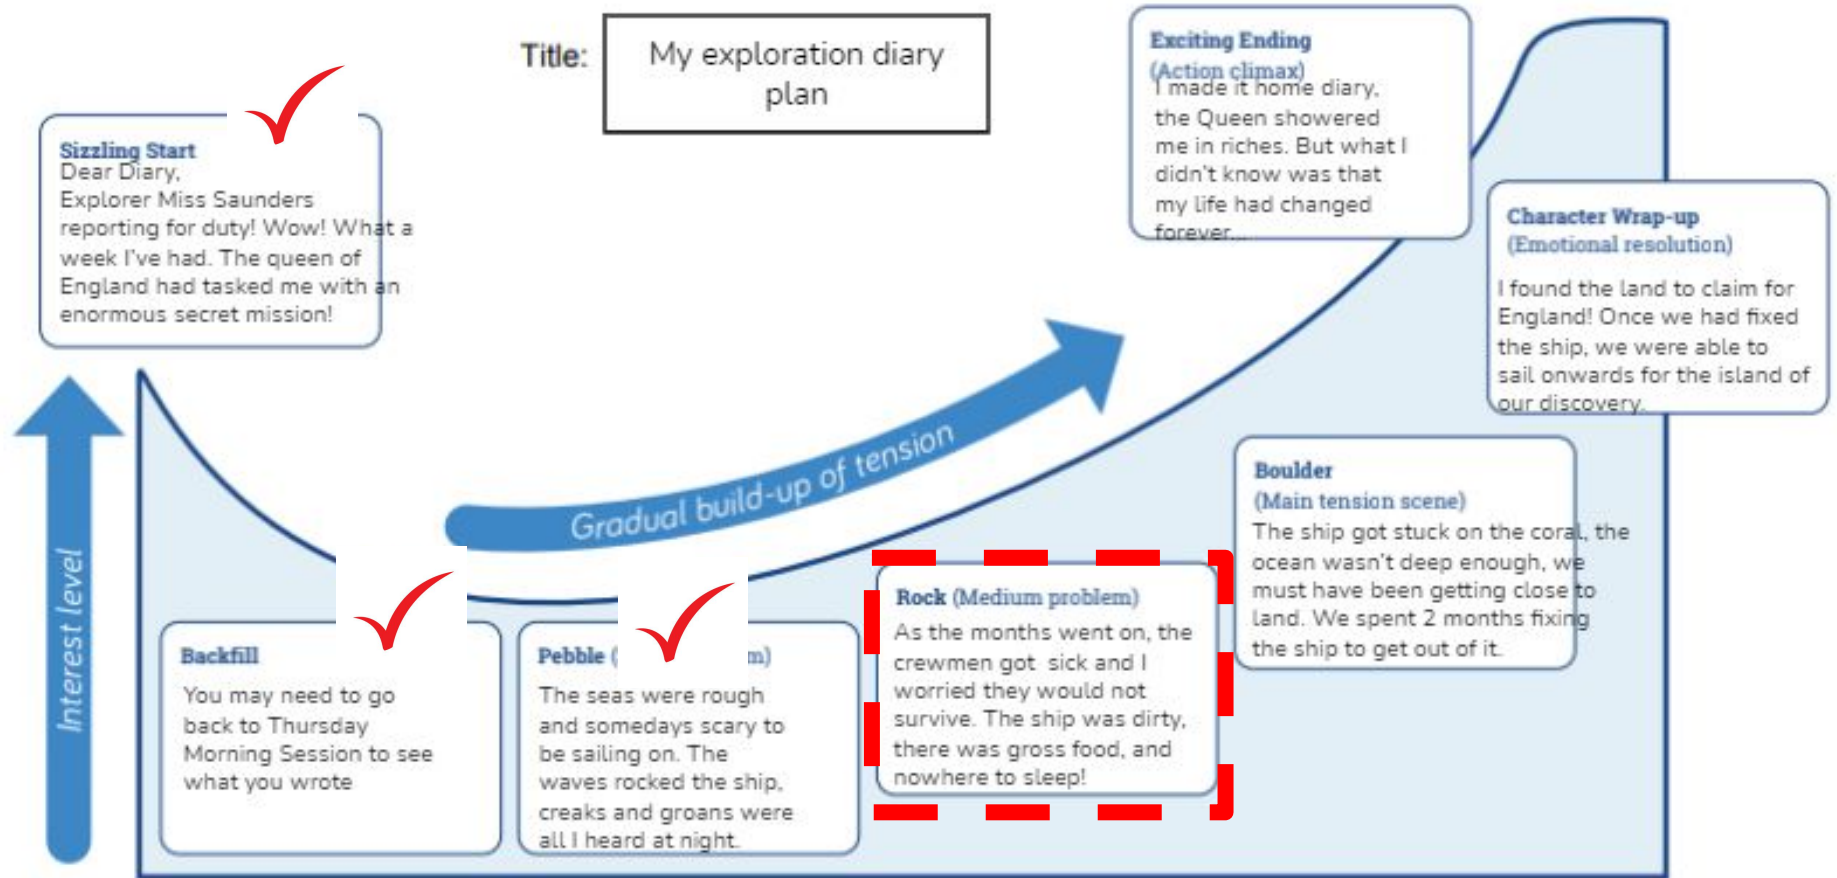 Title:
My exploration diary
plan
Sizzling Start
Dear Diary,
Explorer Miss Saunders
reporting for duty! Wow! What a
week I've had. The queen of
England had tasked me with an
enormous secret mission!
Interest level
Backfill
You may need to go
back to Thursday
Morning Session to see
what you wrote
Gradual build-up of tension
Pebble (
m)
The seas were rough
and somedays scary to
be sailing on. The
waves rocked the ship,
creaks and groans were
all I heard at night.
Rock (Medium problem)
As the months went on, the
crewmen got  sick and I
worried they would not
survive. The ship was dirty,
there was gross food, and
nowhere to sleep!
Boulder
(Main tension scene)
The ship got stuck on the coral, the
ocean wasn't deep enough, we
must have been getting close to
land. We spent 2 months fixing
the ship to get out of it.
Exciting Ending
(Action climax)
I made it home diary,
the Queen showered
me in riches. But what I
didn't know was that
my life had changed
forever...
Character Wrap-up
(Emotional resolution)
I found the land to claim for
England! Once we had fixed
the ship, we were able to
sail onwards for the island of
our discovery.